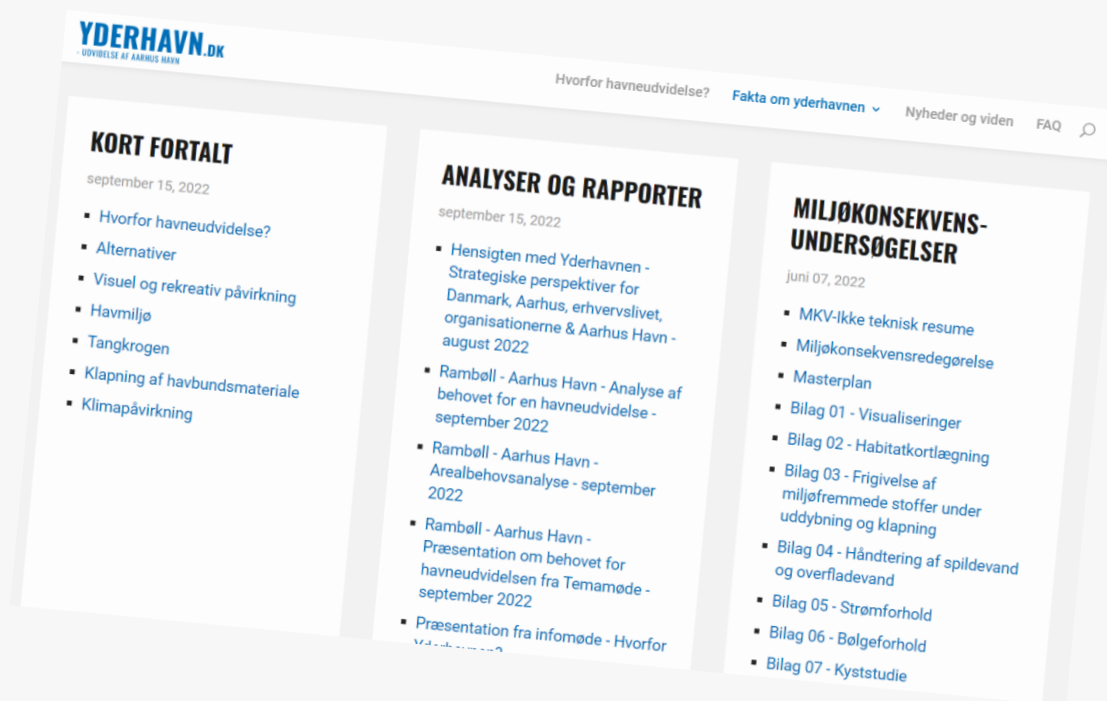 YDERHAVN.DK
- UDVIDELSE AF AARHUS HAVN
Hvorfor havneudvidelse?
Fakta om yderhavnen
Nyheder og viden
FAQ
KORT FORTALT
september 15, 2022
Hvorfor havneudvidelse?
Alternativer
Visuel og rekreativ påvirkning
Havmiljø
Tangkrogen
Klapning af havbundsmateriale
Klimapåvirkning
ANALYSER OG RAPPORTER
september 15, 2022
Hensigten med Yderhavnen -
Strategiske perspektiver for
Danmark, Aarhus, erhvervslivet,
organisationerne & Aarhus Havn -
august 2022
Rambøll - Aarhus Havn - Analyse af
behovet for en havneudvidelse -
september 2022
Rambøll - Aarhus Havn -
Arealbehovsanalyse - september
2022
Rambøll - Aarhus Havn -
Præsentation om behovet for
havneudvidelsen fra Temamøde -
september 2022
Præsentation fra infomøde - Hvorfor
Yderhavnen?
MILJØKONSEKVENS-
UNDERSØGELSER
juni 07, 2022
MKV-Ikke teknisk resume
Miljøkonsekvensredegørelse
Masterplan
Bilag 01 - Visualiseringer
Bilag 02 - Habitatkortlægning
Bilag 03 - Frigivelse af
miljøfremmede stoffer under
uddybning og klapning
Bilag 04 - Håndtering af spildevand
og overfladevand
Bilag 05 - Strømforhold
Bilag 06 - Bølgeforhold
Bilag 07 - Kyststudie